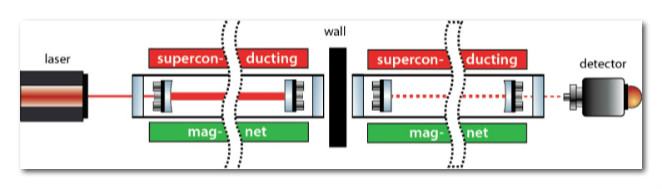 wall
laser
supercon- ducting
supercon- ducting
detector
mag- net
mag- net